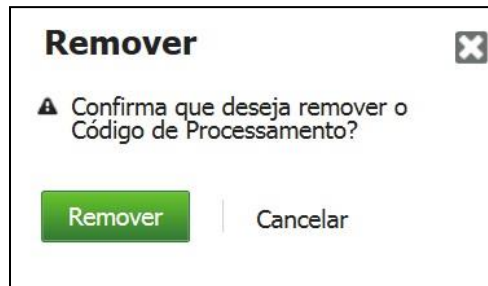 Remover
Confirma que deseja remover o
Código de Processamento?
Remover
Cancelar